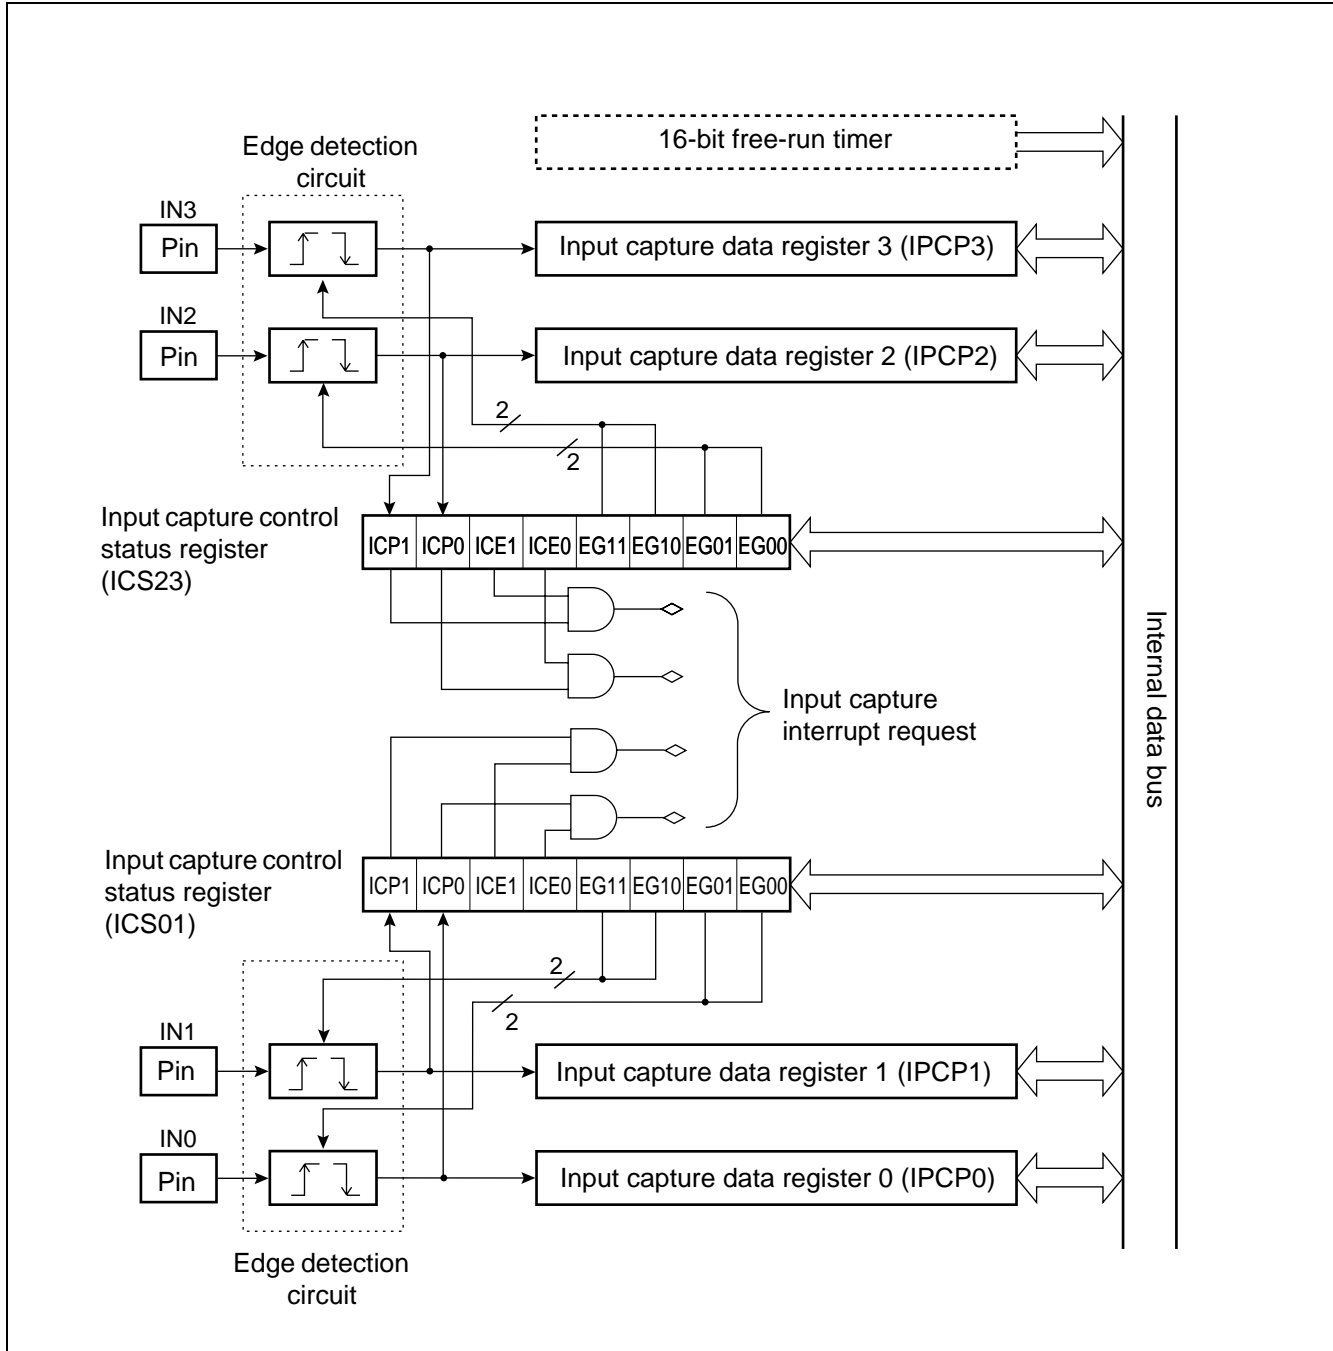 16-bit free-run timer
Edge detection
circuit
IN3
Pin
Input capture data register 3 (IPCP3)
IN2
Pin
Input capture data register 2 (IPCP2)
2
2
Input capture control
status register
(ICS23)
ICP1 ICP0 ICE1 ICE0 EG11 EG10 EG01 EG00
Input capture
interrupt request
Internal data bus
Input capture control
status register
(ICS01)
ICP1 ICP0 ICE1 ICE0 EG11 EG10 EG01 EG00
2
2
IN1
Pin
Input capture data register 1 (IPCP1)
IN0
Pin
Input capture data register 0 (IPCP0)
Edge detection
circuit